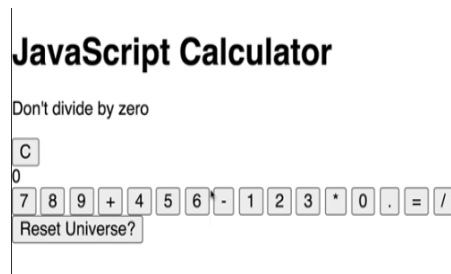 JavaScript Calculator
Don't divide by zero
C
0
7 8 9 + 4 5 6 - 1 2 3 * 0 . = /
Reset Universe?